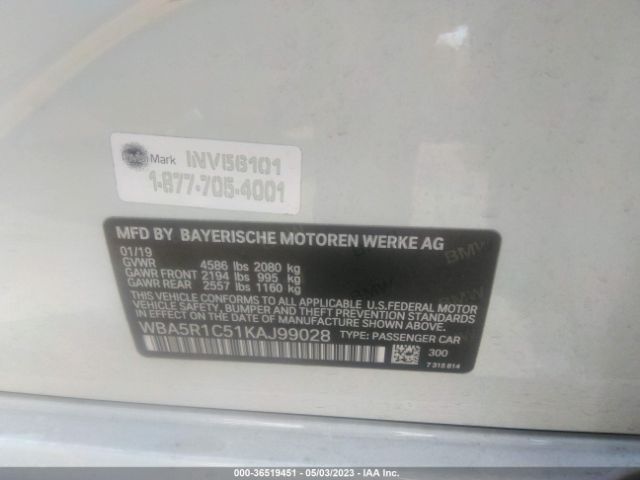 Mark INVI56101
1-877-705-4001
MFD BY BAYERISCHE MOTOREN WERKE AG
01/19
GVWR 4586 lbs 2080 kg
GAWR FRONT 2194 lbs 995 kg
GAWR REAR 2557 lbs 1160 kg
THIS VEHICLE CONFORMS TO ALL APPLICABLE U.S.FEDERAL MOTOR
VEHICLE SAFETY, BUMPER, AND THEFT PREVENTION STANDARDS IN
EFFECT ON THE DATE OF MANUFACTURE SHOWN ABOVE.
WBA5R1C51KAJ99028 TYPE: PASSENGER CAR
300
7 315 814
BMW
BMW
000-36519451 - 05/03/2023 - IAA Inc.